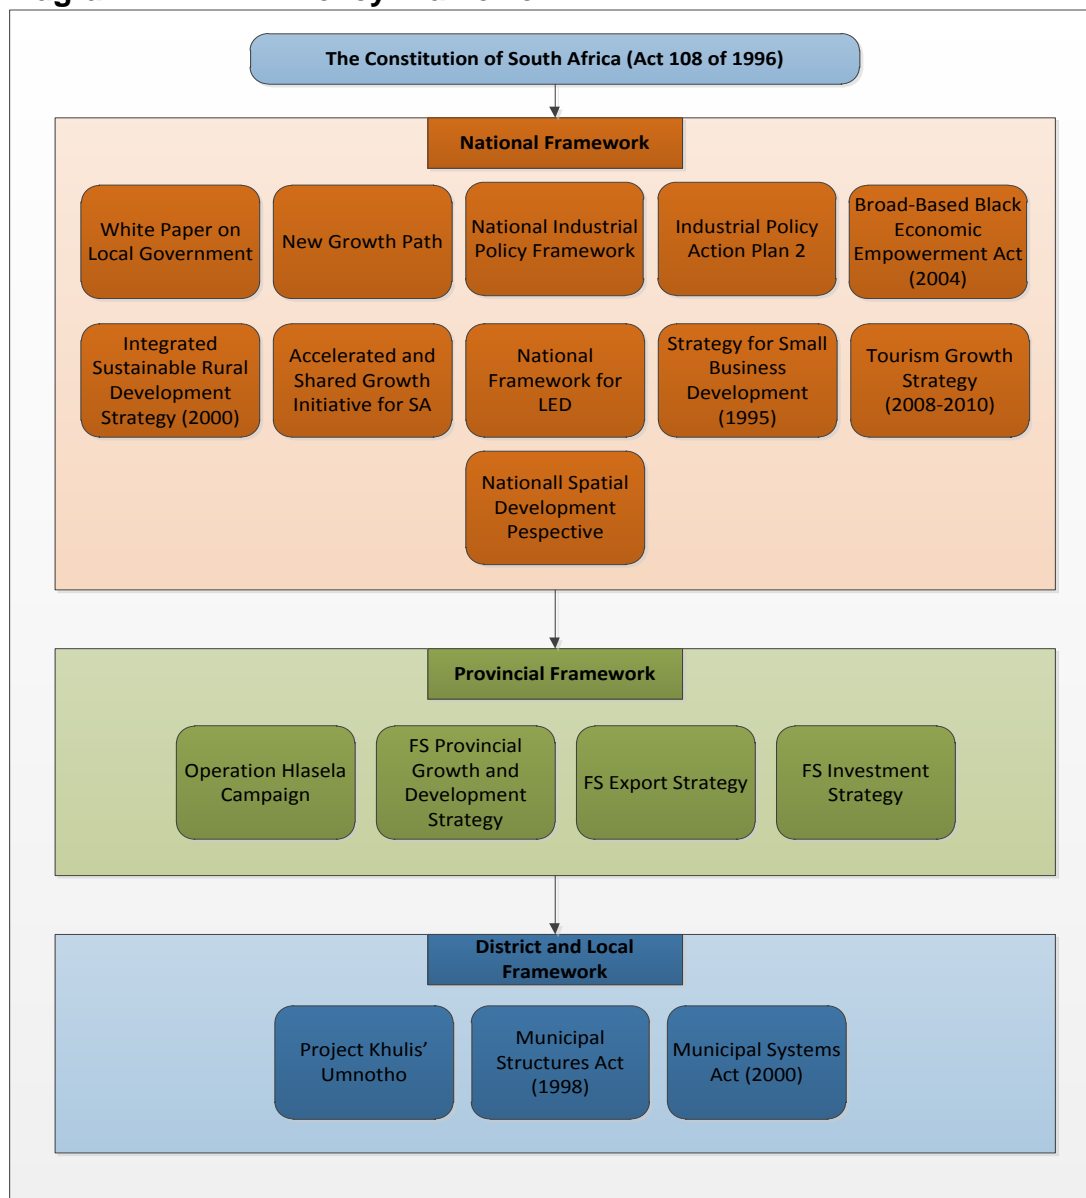 The Constitution of South Africa (Act 108 of 1996)
National Framework
White Paper on
Local Government
New Growth Path
National Industrial
Policy Framework
Industrial Policy
Action Plan 2
Broad-Based Black
Economic
Empowerment Act
(2004)
Integrated
Sustainable Rural
Development
Strategy (2000)
Accelerated and
Shared Growth
Initiative for SA
National
Framework for
LED
Strategy for Small
Business
Development
(1995)
Tourism Growth
Strategy
(2008-2010)
Nationall Spatial
Development
Pespective
Provincial Framework
Operation Hlasela
Campaign
FS Provincial
Growth and
Development
Strategy
FS Export Strategy
FS Investment
Strategy
District and Local
Framework
Project Khulis'
Umnotho
Municipal
Structures Act
(1998)
Municipal Systems
Act (2000)